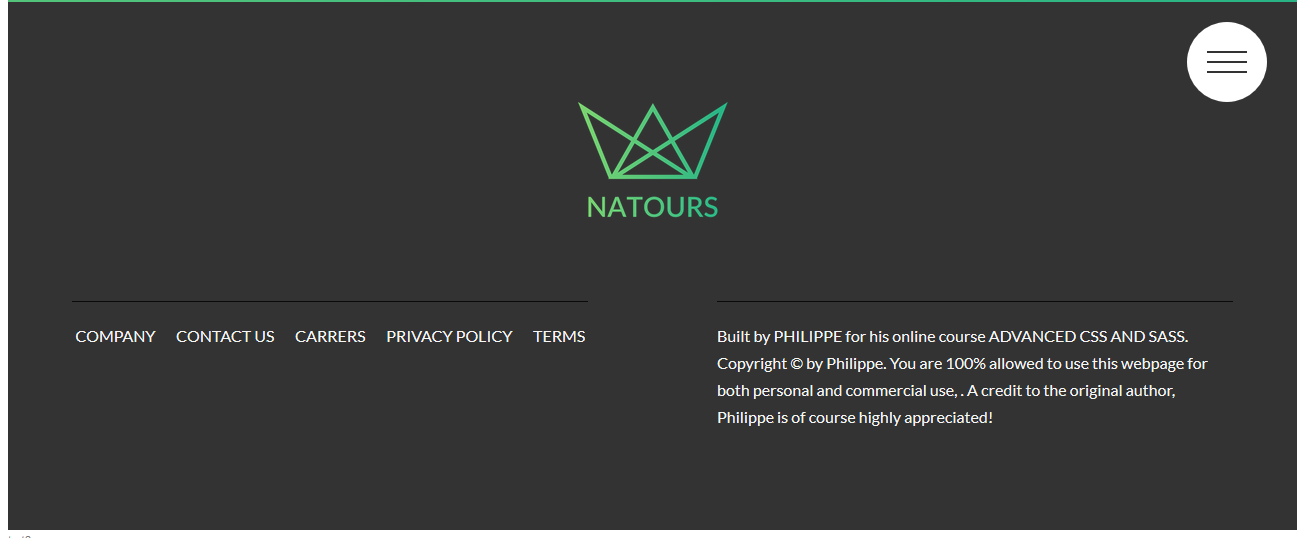 NATOURS
COMPANY CONTACT US CARRERS PRIVACY POLICY TERMS
Built by PHILIPPE for his online course ADVANCED CSS AND SASS.
Copyright © by Philippe. You are 100% allowed to use this webpage for
both personal and commercial use, . A credit to the original author,
Philippe is of course highly appreciated!